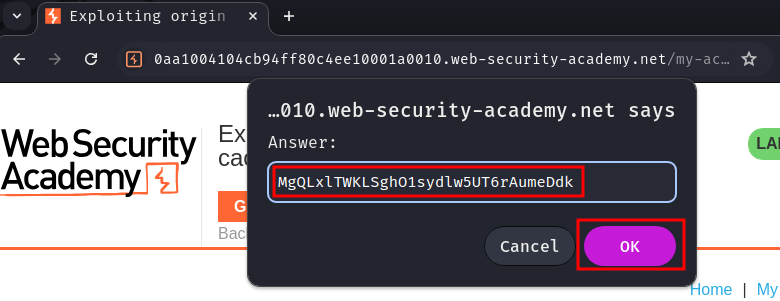 Exploiting origin
0aa1004104cb94ff80c4ee10001a0010.web-security-academy.net/my-ac...
...010.web-security-academy.net says
Answer:
MgQLxlTWKLSghO1sydlw5UT6rAumeDdk
Cancel
OK
Web Security
Academy
Ex
cac
G
Back
LA
Home | My